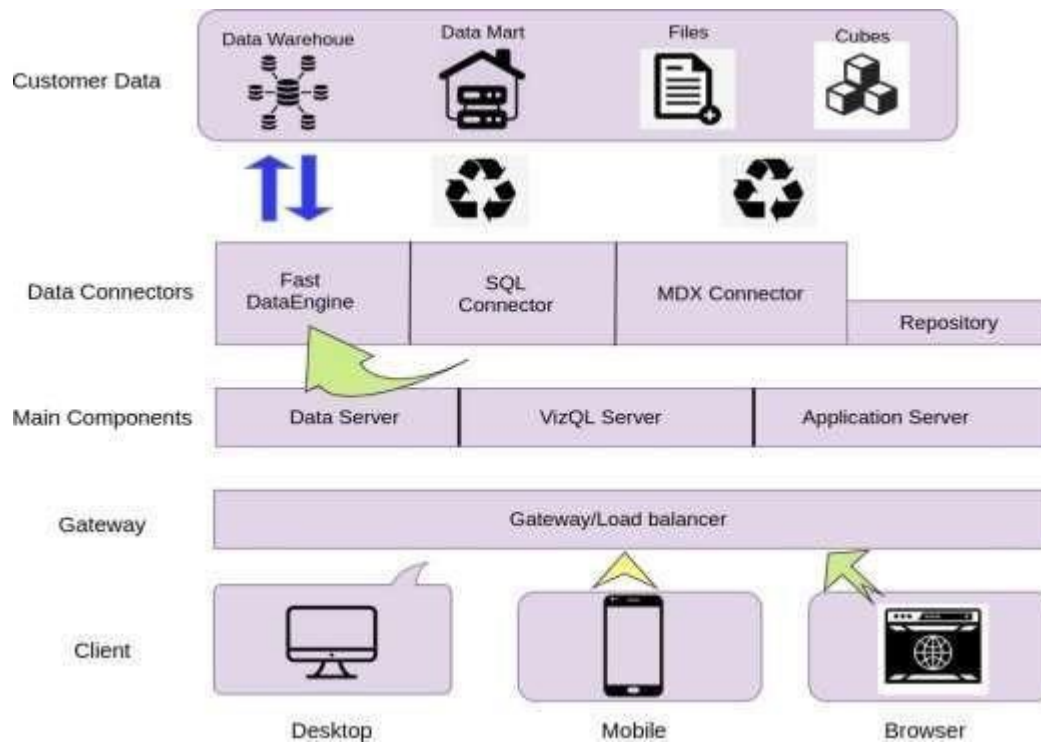 Data Warehoue
Data Mart
Files
Cubes
Customer Data
Data Connectors
Fast
DataEngine
SQL
Connector
MDX Connector
Repository
Main Components
Data Server
VizQL Server
Application Server
Gateway
Gateway/Load balancer
Client
Desktop
Mobile
Browser